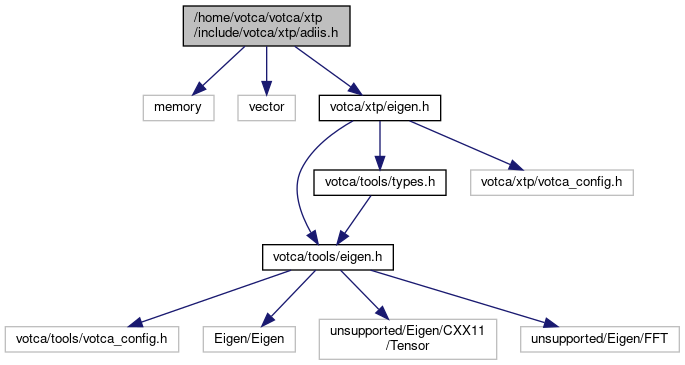 /home/votca/votca/xtp
/include/votca/xtp/adiis.h
memory
vector
votca/xtp/eigen.h
votca/tools/types.h
votca/xtp/votca_config.h
votca/tools/eigen.h
votca/tools/votca_config.h
Eigen/Eigen
unsupported/Eigen/CXX11
/Tensor
unsupported/Eigen/FFT